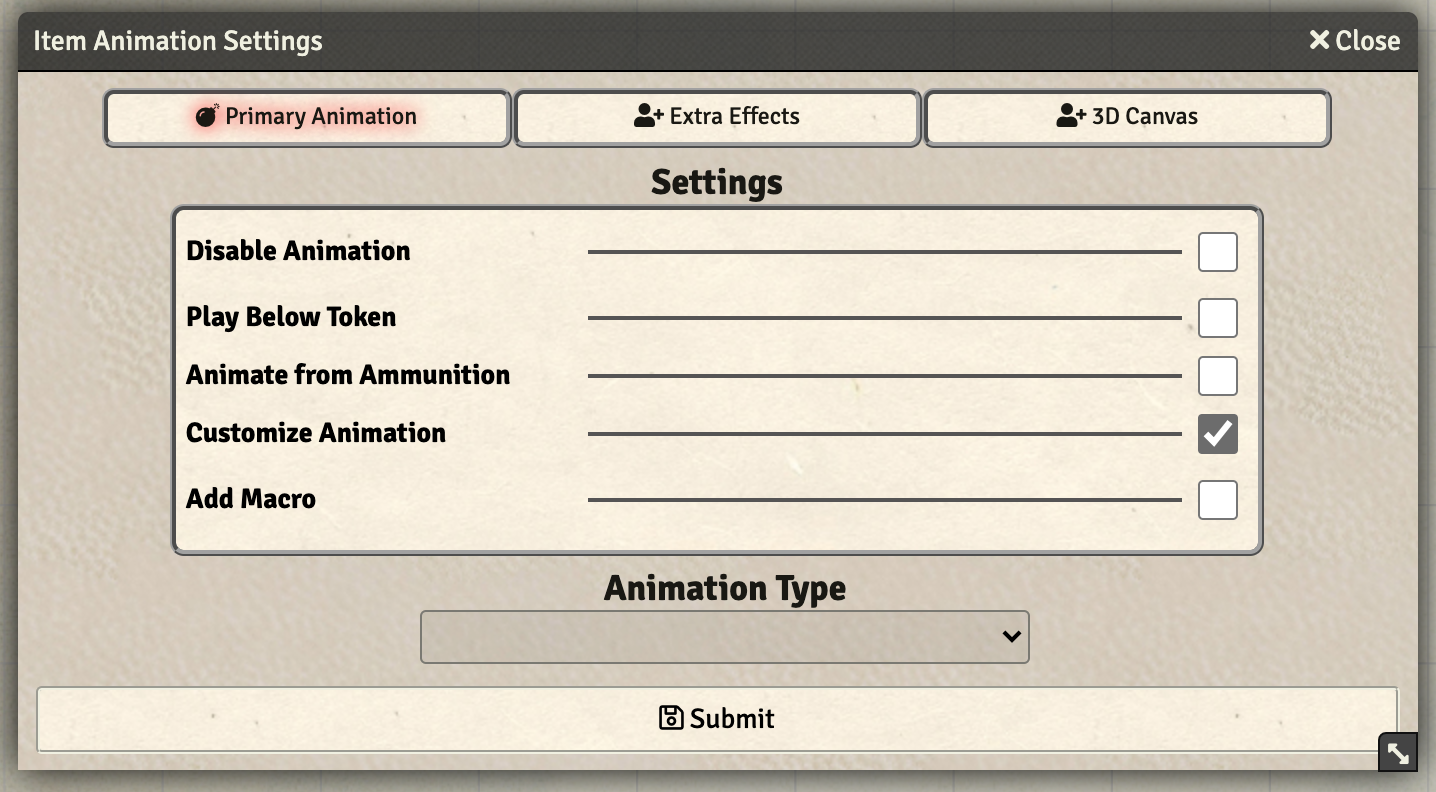 Item Animation Settings
Close
Primary Animation
Extra Effects
3D Canvas
Settings
Disable Animation
Play Below Token
Animate from Ammunition
Customize Animation
Add Macro
Animation Type
Submit